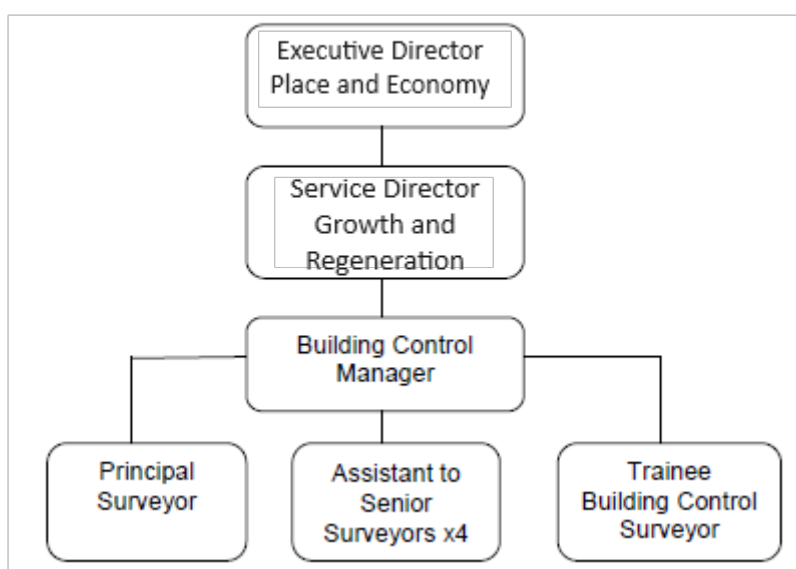 Executive Director
Place and Economy
Service Director
Growth and
Regeneration
Building Control
Manager
Principal
Surveyor
Assistant to
Senior
Surveyors x4
Trainee
Building Control
Surveyor